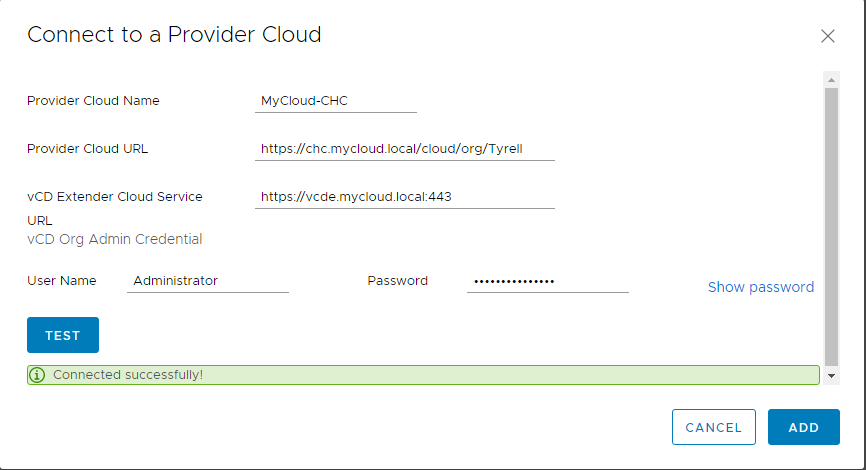 Connect to a Provider Cloud
Provider Cloud Name MyCloud-CHC
Provider Cloud URL https://chc.mycloud.local/cloud/org/Tyrell
vCD Extender Cloud Service https://vcde.mycloud.local:443
URL
vCD Org Admin Credential
User Name Administrator Password ••••••••••••••• Show password
TEST
Connected successfully!
CANCEL ADD